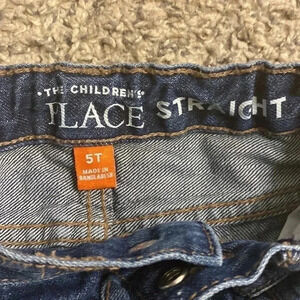 THE CHILDREN'S
PLACE STRAIGHT
5T
MADE IN
BANGLADESH